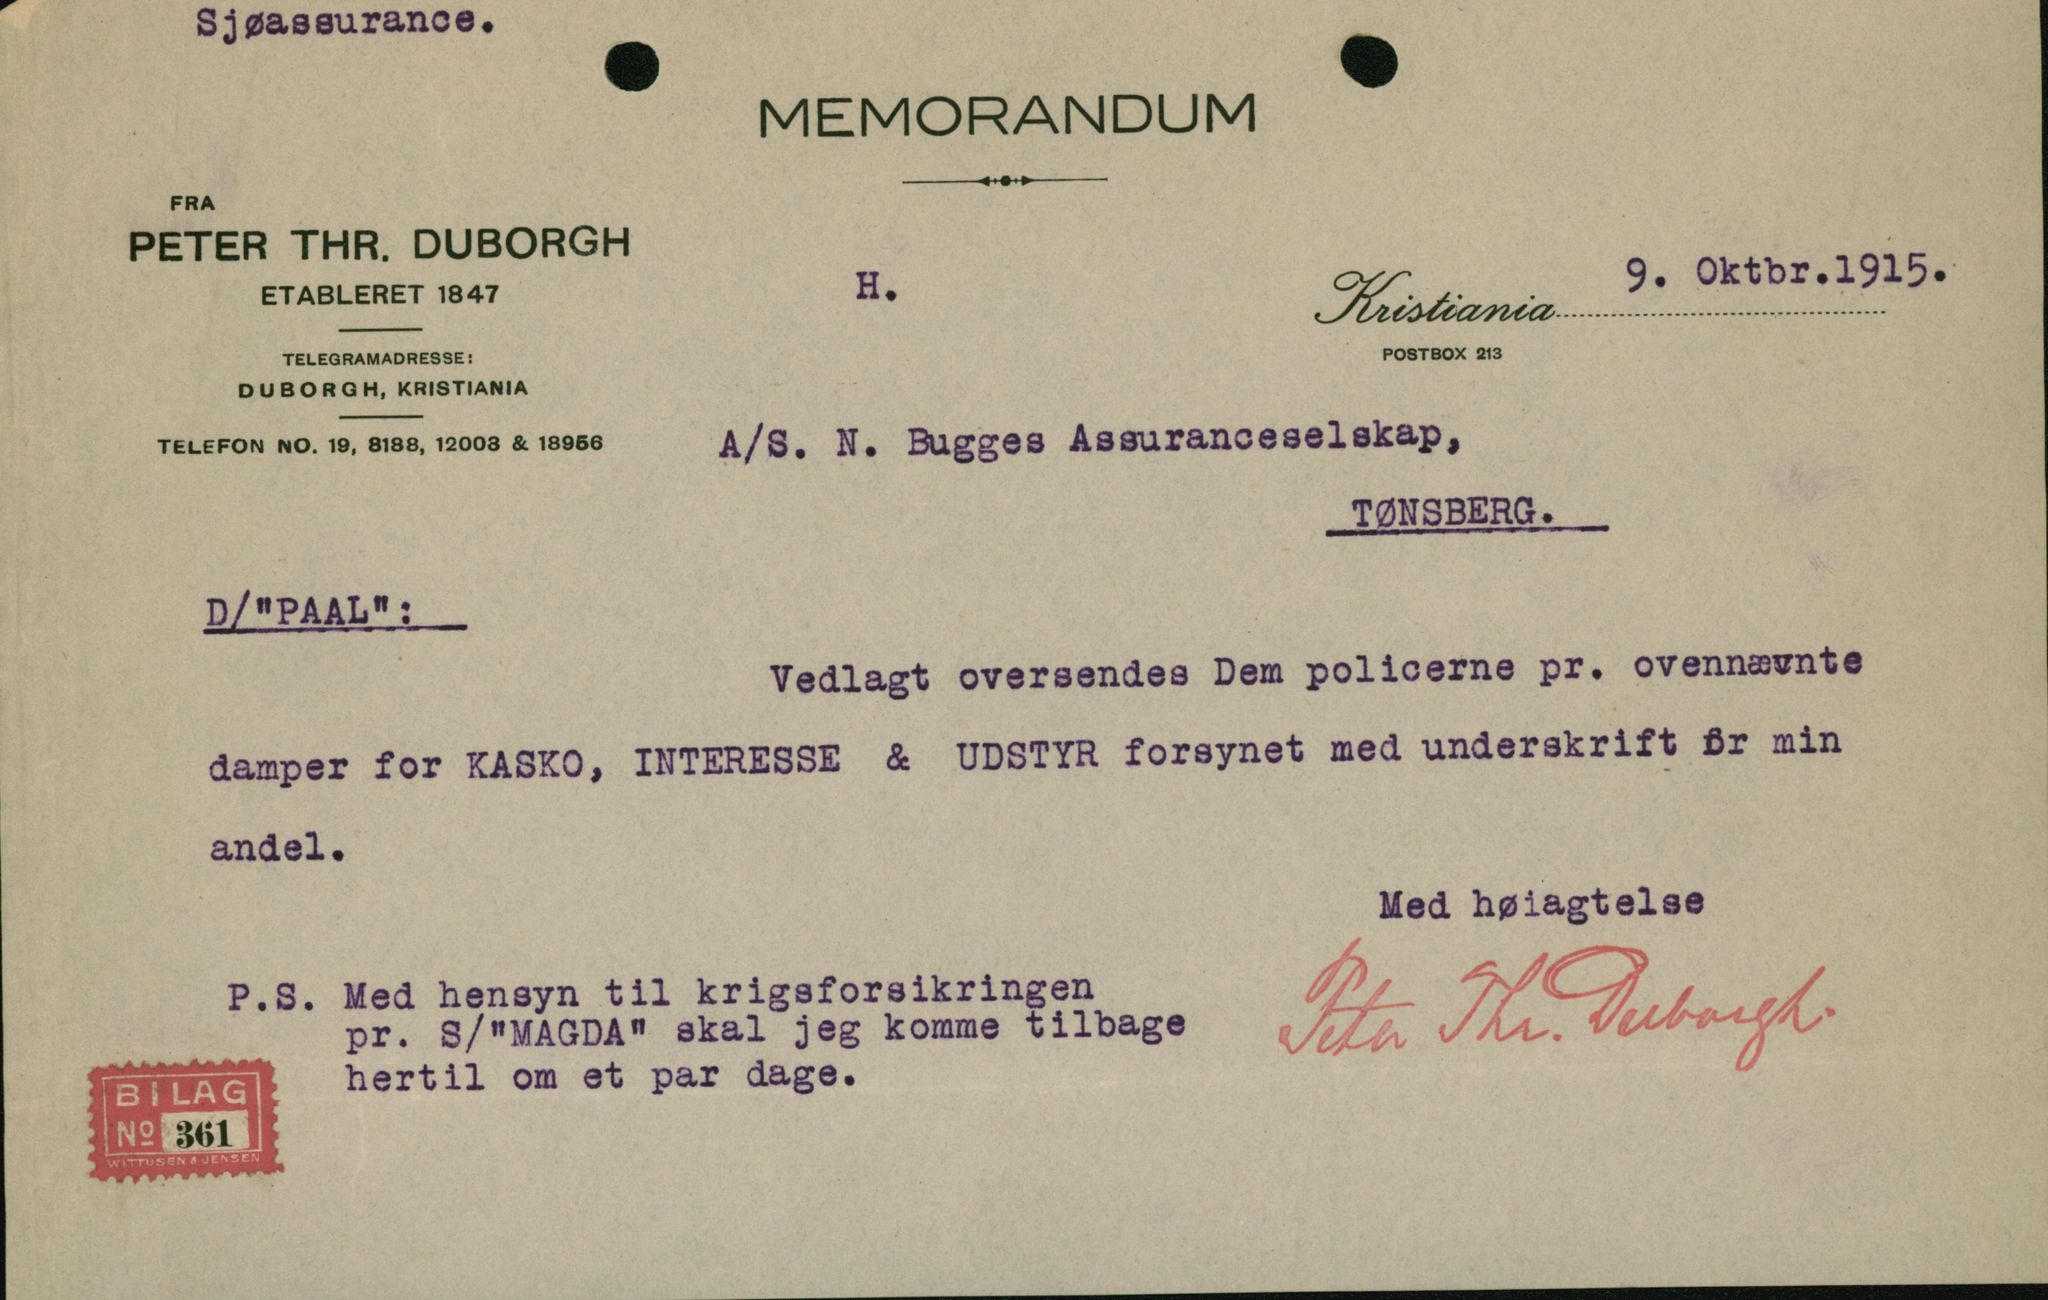 Sjøassurance.
MEMORANDUM
FRA
PETER THR. DUBORGH
ETABLERET 1847
TELEGRAMADRESSE:
DUBORGH, KRISTIANIA
TELEFON NO. 19, 8188, 12003 & 18956
H.
Kristiania 9. Oktbr.1915.
POSTBOX 213
A/S. N. Bugges Assuranceselskap,
TØNSBERG.
D/"PAAL":
Vedlagt oversendes Dem policerne pr. ovennævnte
damper for KASKO, INTERESSE & UDSTYR forsynet med underskrift for min
andel.
Med høiagtelse
Peter Thr. Duborgh.
P.S. Med hensyn til krigsforsikringen
pr. S/"MAGDA" skal jeg komme tilbage
hertil om et par dage.
BILAG
No 361
WITTUSEN & JENSEN